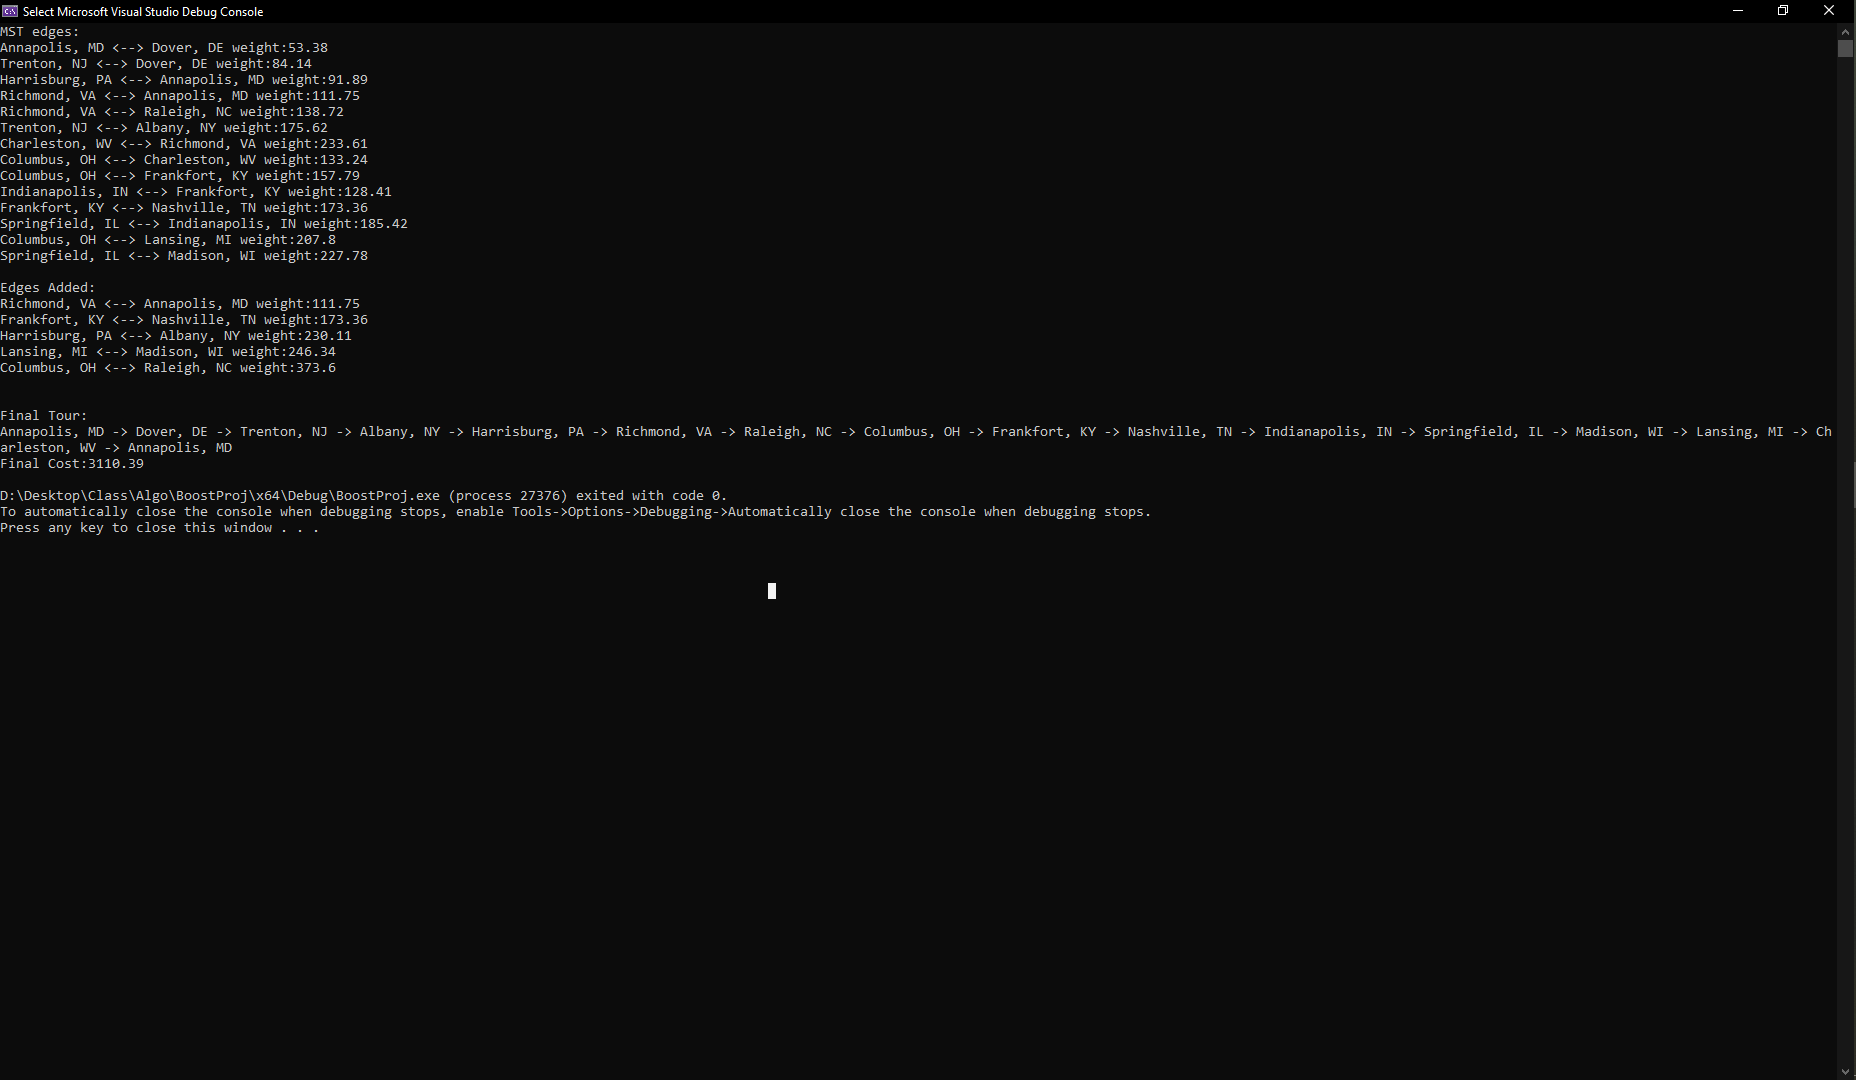 Select Microsoft Visual Studio Debug Console
MST edges:
Annapolis, MD <--> Dover, DE weight:53.38
Trenton, NJ <--> Dover, DE weight:84.14
Harrisburg, PA <--> Annapolis, MD weight:91.89
Richmond, VA <--> Annapolis, MD weight:111.75
Richmond, VA <--> Raleigh, NC weight:138.72
Trenton, NJ <--> Albany, NY weight:175.62
Charleston, WV <--> Richmond, VA weight:233.61
Columbus, OH <--> Charleston, WV weight:133.24
Columbus, OH <--> Frankfort, KY weight:157.79
Indianapolis, IN <--> Frankfort, KY weight:128.41
Frankfort, KY <--> Nashville, TN weight:173.36
Springfield, IL <--> Indianapolis, IN weight:185.42
Columbus, OH <--> Lansing, MI weight:207.8
Springfield, IL <--> Madison, WI weight:227.78
Edges Added:
Richmond, VA <--> Annapolis, MD weight:111.75
Frankfort, KY <--> Nashville, TN weight:173.36
Harrisburg, PA <--> Albany, NY weight:230.11
Lansing, MI <--> Madison, WI weight:246.34
Columbus, OH <--> Raleigh, NC weight:373.6
Final Tour:
Annapolis, MD -> Dover, DE -> Trenton, NJ -> Albany, NY -> Harrisburg, PA -> Richmond, VA -> Raleigh, NC -> Columbus, OH -> Frankfort, KY -> Nashville, TN -> Indianapolis, IN -> Springfield, IL -> Madison, WI -> Lansing, MI -> Ch
arleston, WV -> Annapolis, MD
Final Cost:3110.39
D:\Desktop\Class\Algo\BoostProj\x64\Debug\BoostProj.exe (process 27376) exited with code 0.
To automatically close the console when debugging stops, enable Tools->Options->Debugging->Automatically close the console when debugging stops.
Press any key to close this window . . .